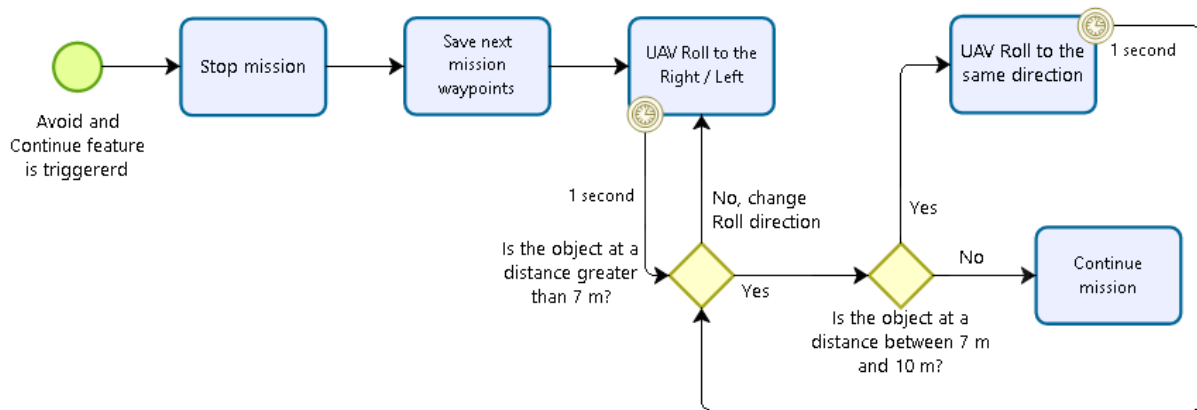 Stop mission
Save next
mission
waypoints
UAV Roll to the
Right / Left
UAV Roll to the
same direction
1 second
Avoid and
Continue feature
is triggererd
1 second
No, change
Roll direction
Yes
Is the object at a
distance greater
than 7 m?
Yes
No
Continue
mission
Is the object at a
distance between 7 m
and 10 m?